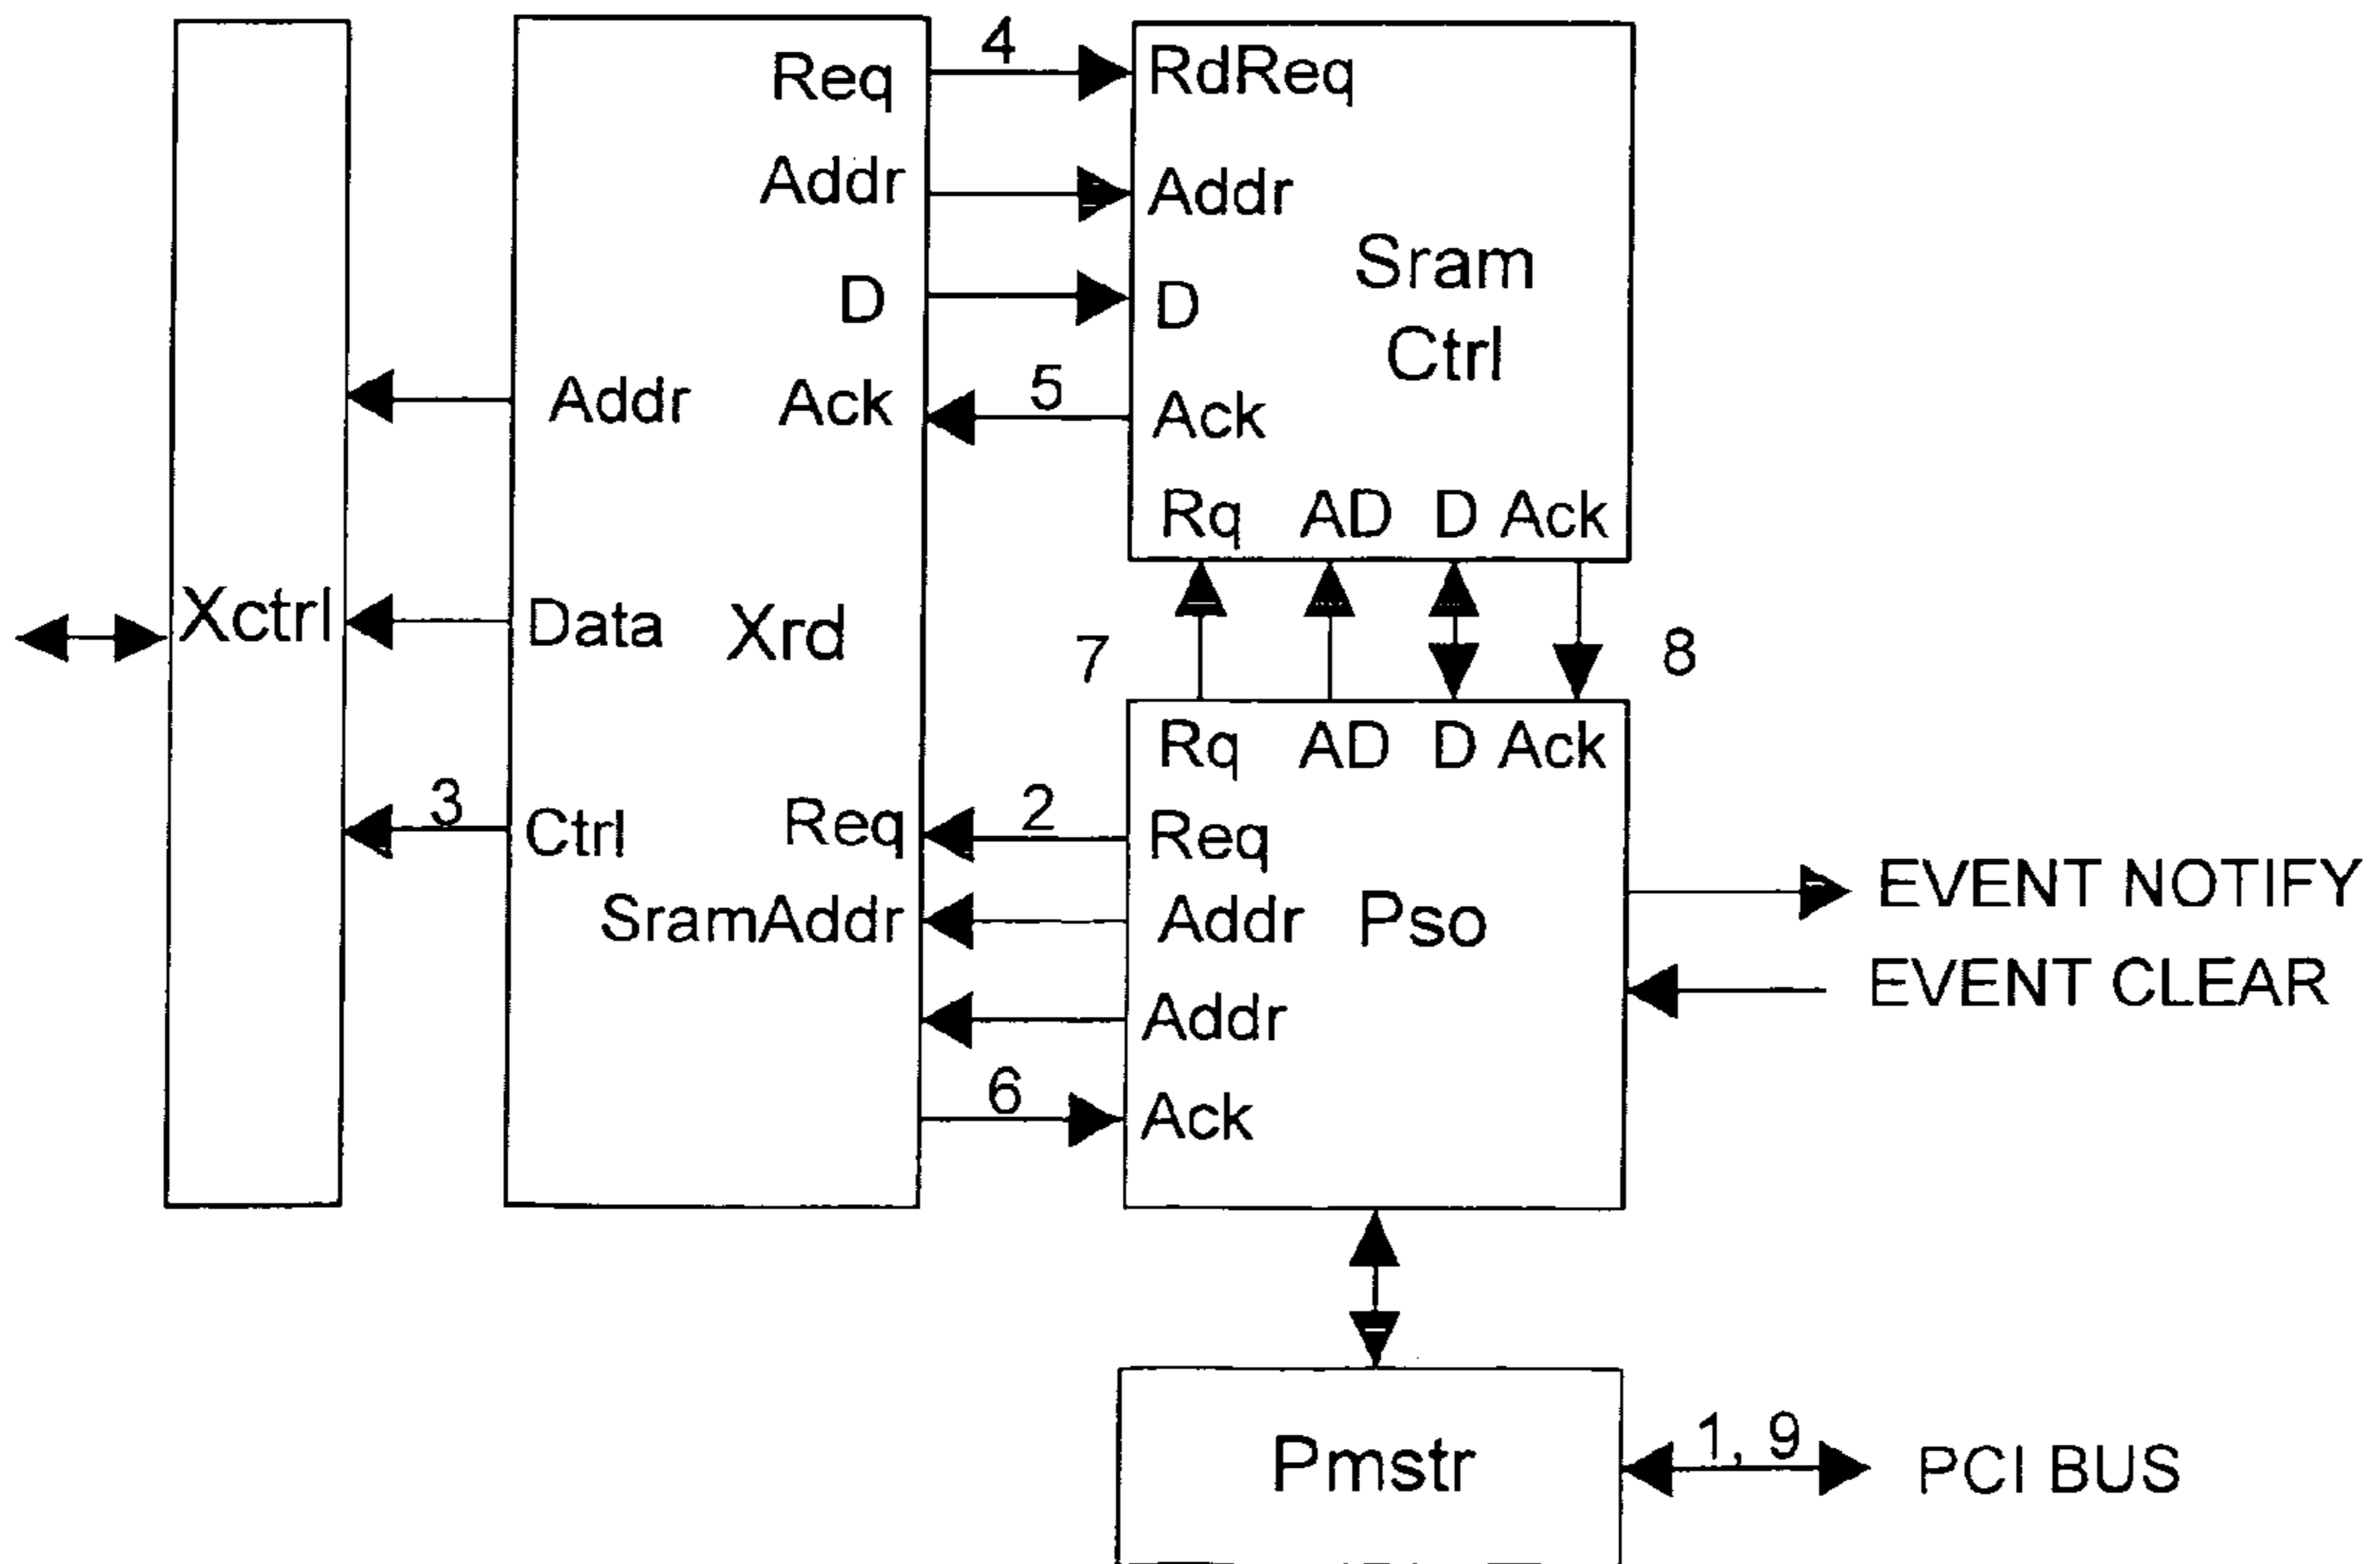 Req 4 RdReq
Addr Addr
Sram
D D
Ctrl
Addr Ack 5 Ack
Rq AD D Ack
Xctrl Data Xrd 7 8
Rq AD D Ack
3 Ctrl Req 2 Req
EVENT NOTIFY
SramAddr Addr Pso
EVENT CLEAR
Addr
6 Ack
Pmstr 1, 9 PCI BUS